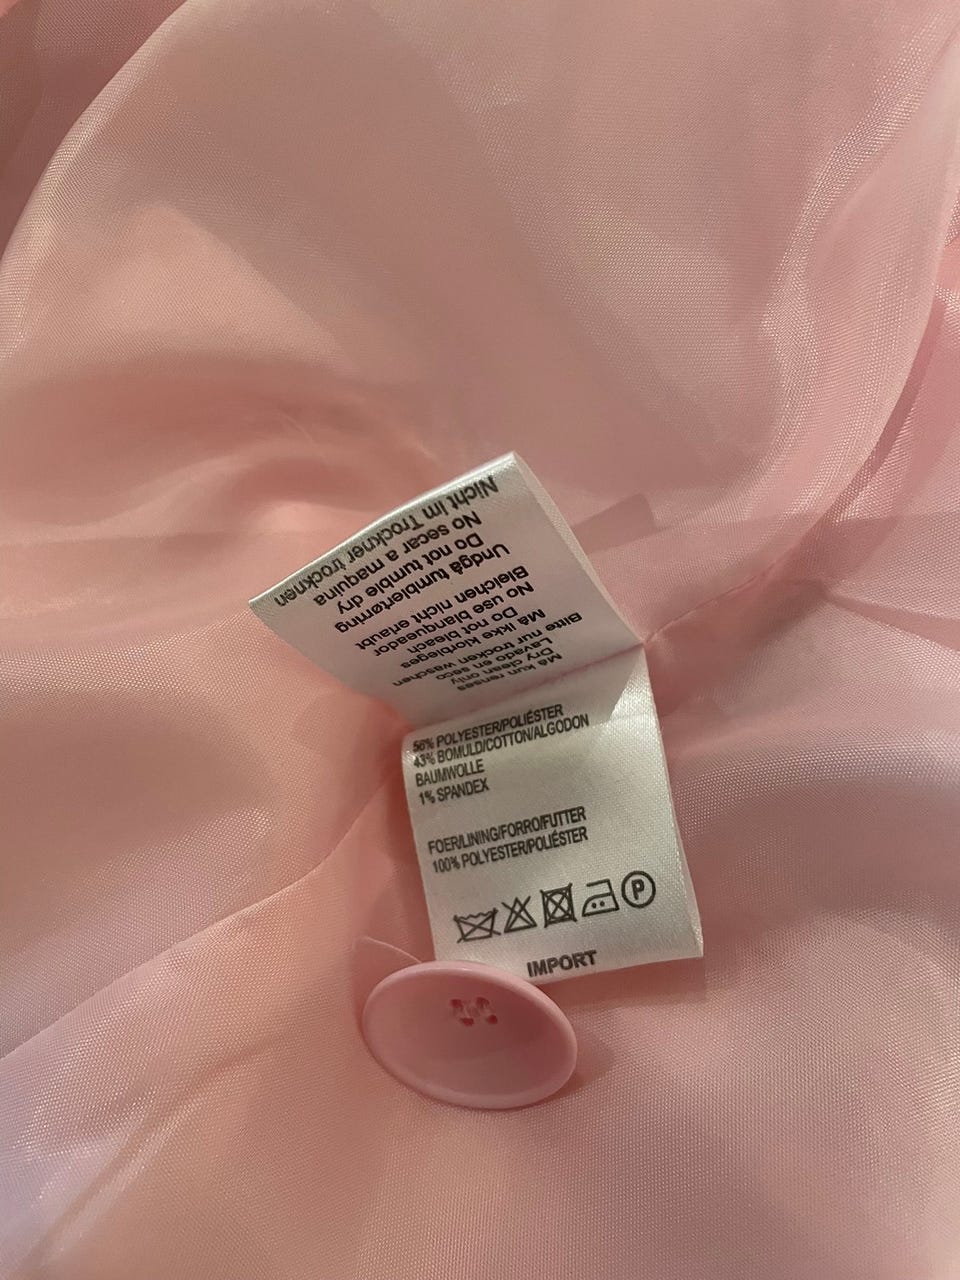 Nicht im Trockner trocknen
No secar a maquina
Do not tumble dry
Undgå tumblertørring
Bleichen nicht erlaubt
No use blanqueador
Do not bleach
Må ikke klorbleges
Bitte nur trocken waschen
Lavado en seco
Dry clean only
Må kun renses
56% POLYESTER/POLIÉSTER
43% BOMULD/COTTON/ALGODON
BAUMWOLLE
1% SPANDEX
FOER/LINING/FORRO/FUTTER
100% POLYESTER/POLIÉSTER
P
IMPORT